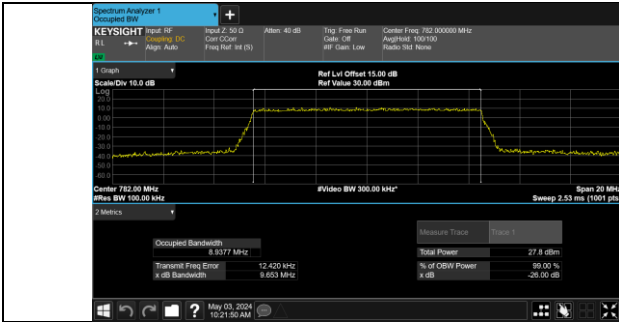 Spectrum Analyzer 1
Occupied BW
+
KEYSIGHT Input: RF Input Z: 50 Ω Atten: 40 dB Trig: Free Run Center Freq: 782.000000 MHz
RL Coupling: DC Corr CCorr Gate: Off Avg|Hold: 100/100
Align: Auto Freq Ref: Int (S) #IF Gain: Low Radio Std: None
1 Graph Ref Lvl Offset 15.00 dB
Scale/Div 10.0 dB Ref Value 30.00 dBm
Log
20.0
10.0
0.00
-10.0
-20.0
-30.0
-40.0
-50.0
-60.0
Center 782.00 MHz #Video BW 300.00 kHz* Span 20 MHz
#Res BW 100.00 kHz Sweep 2.53 ms (1001 pts
2 Metrics
Measure Trace Trace 1
Occupied Bandwidth
8.9377 MHz Total Power 27.8 dBm
Transmit Freq Error 12.420 kHz % of OBW Power 99.00 %
x dB Bandwidth 9.653 MHz x dB -26.00 dB
? May 03, 2024
10:21:50 AM